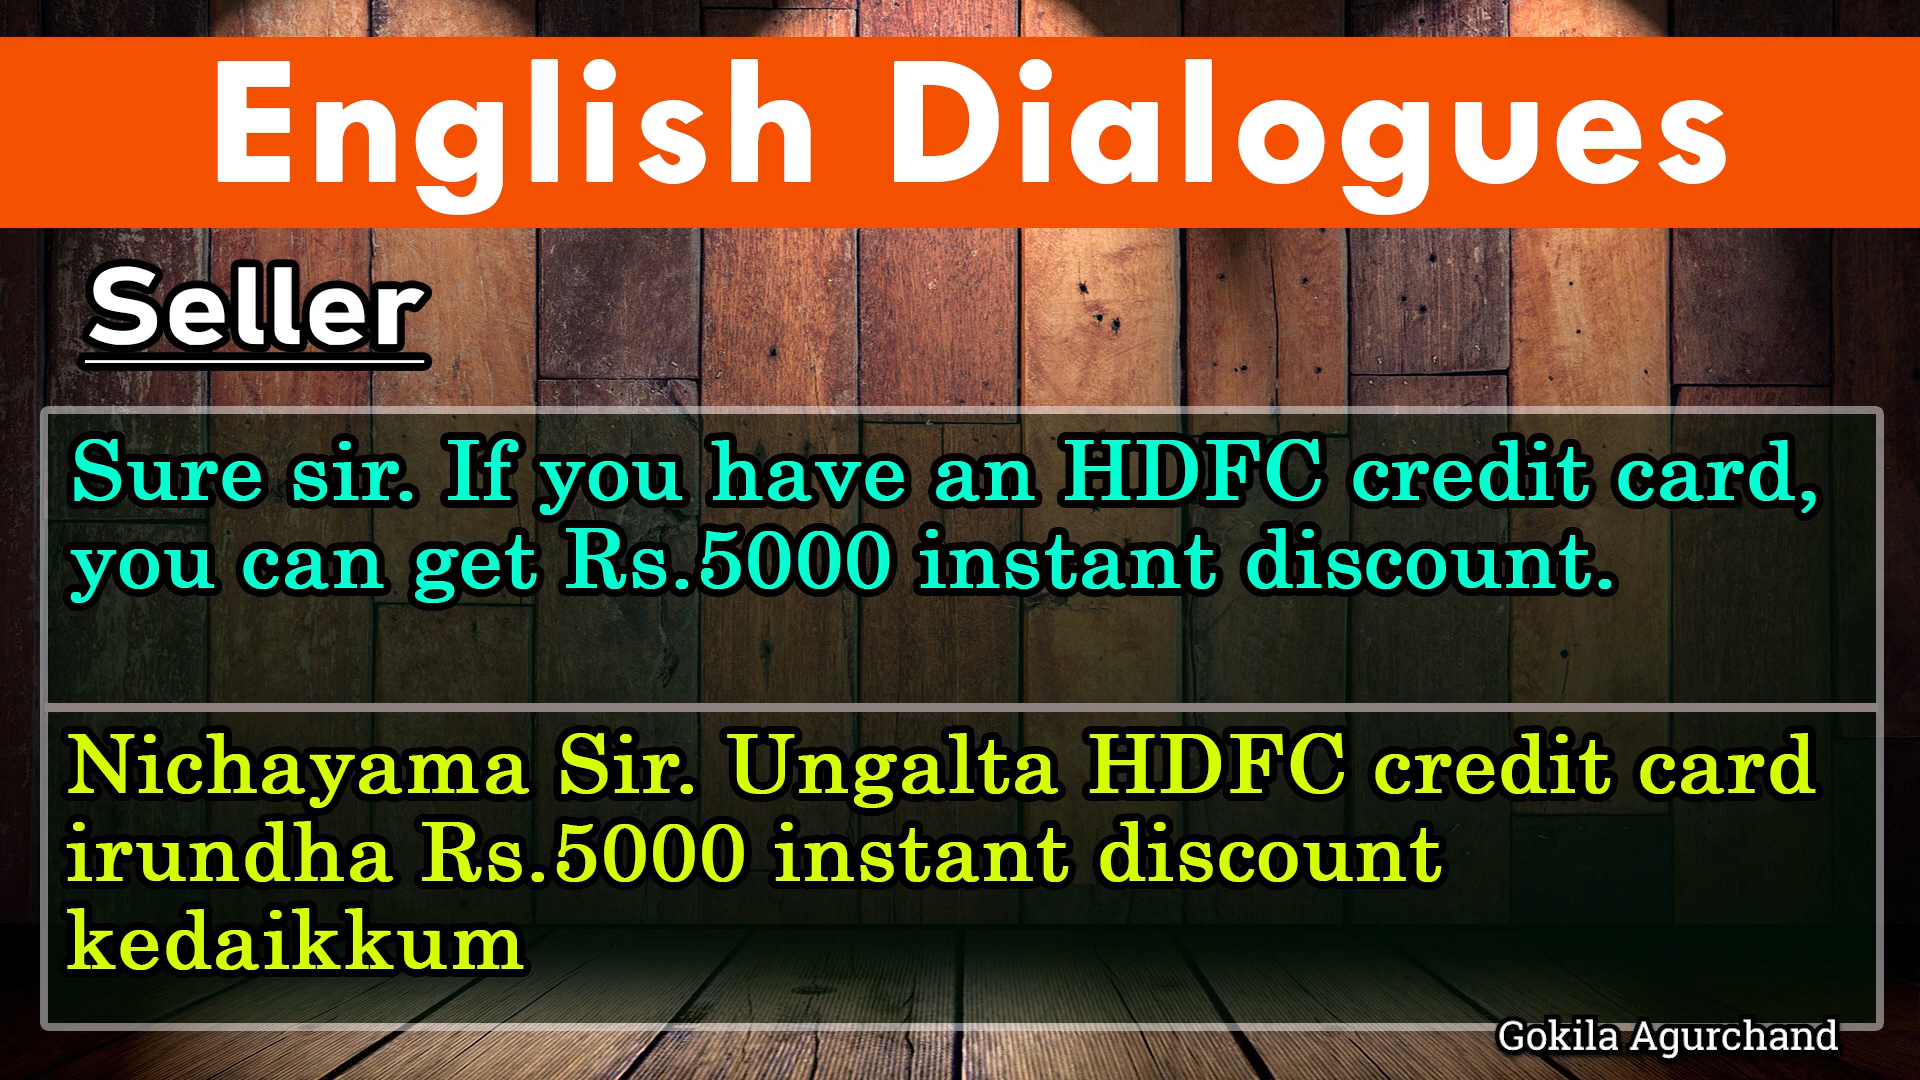 English Dialogues
Seller
Sure sir. If you have an HDFC credit card,
you can get Rs.5000 instant discount.
Nichayama Sir. Ungalta HDFC credit card
irundha Rs.5000 instant discount
kedaikkum
Gokila Agurchand